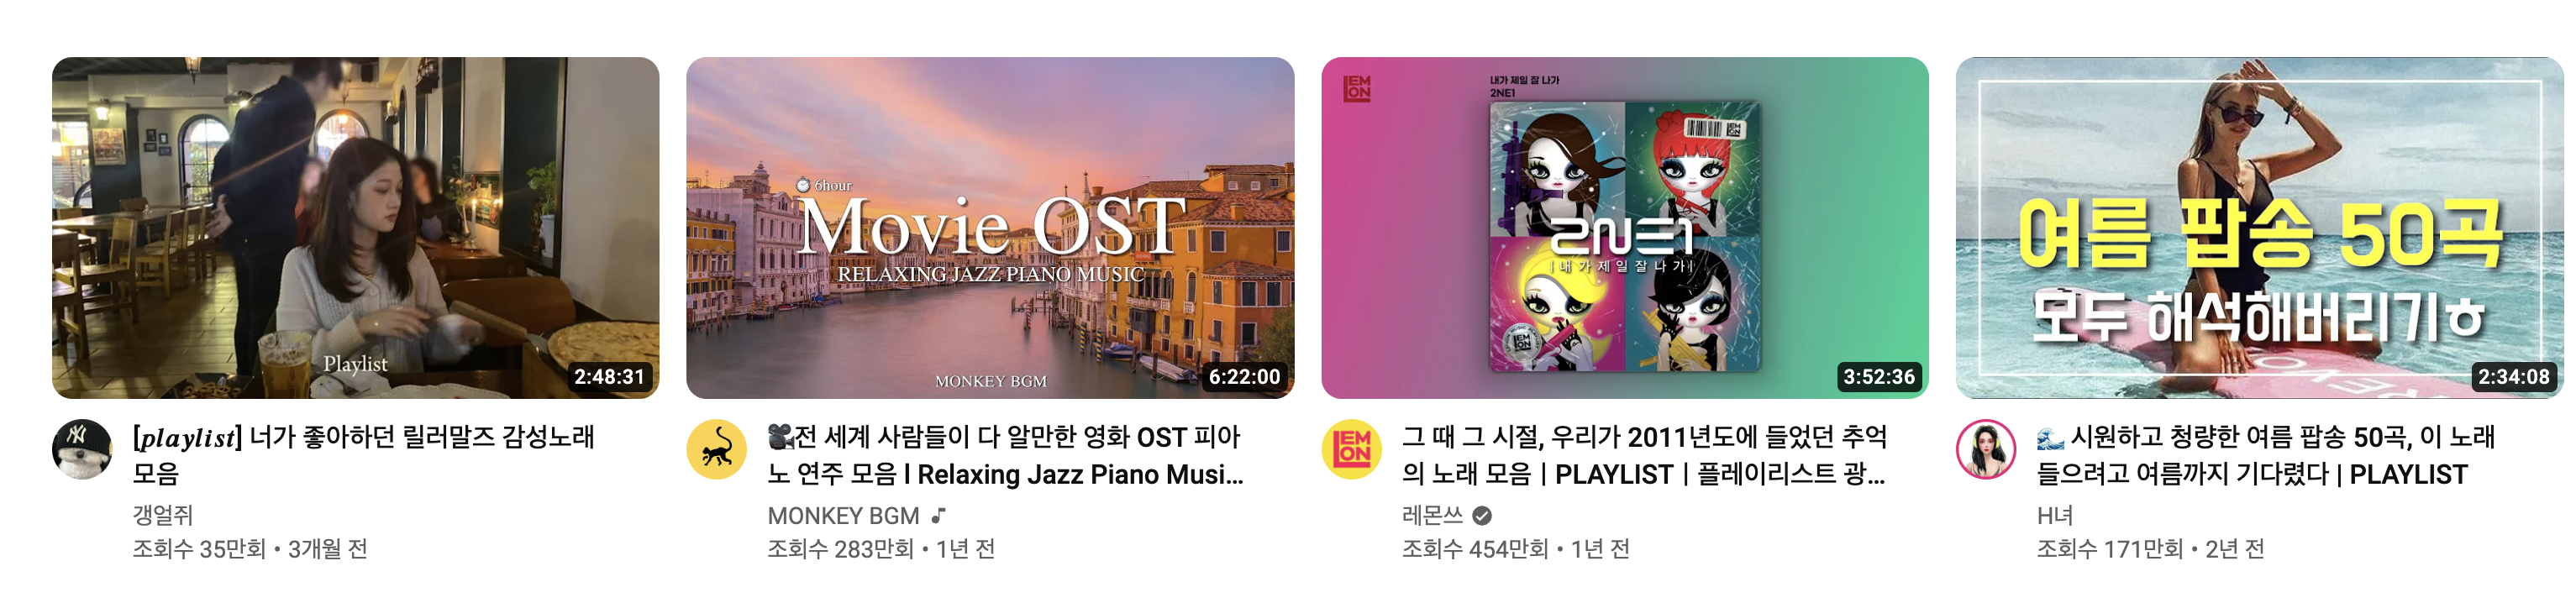 Playlist
2:48:31
[playlist] 너가 좋아하던 릴러말즈 감성노래
모음
갱얼쥐
조회수 35만회 • 3개월 전
6hour
Movie OST
RELAXING JAZZ PIANO MUSIC
MONKEY BGM
6:22:00
🎥전 세계 사람들이 다 알만한 영화 OST 피아
노 연주 모음 l Relaxing Jazz Piano Musi...
MONKEY BGM
조회수 283만회 • 1년 전
LEMON
내가 제일 잘 나가
2NE1
LEMON
2NE1
|내가제일잘나가|
LEMON
3:52:36
LEMON
그 때 그 시절, 우리가 2011년도에 들었던 추억
의 노래 모음 | PLAYLIST | 플레이리스트 광...
레몬쓰
조회수 454만회 • 1년 전
여름 팝송 50곡
모두 해석해버리기ㅎ
2:34:08
🌊 시원하고 청량한 여름 팝송 50곡, 이 노래
들으려고 여름까지 기다렸다 | PLAYLIST
H녀
조회수 171만회 • 2년 전